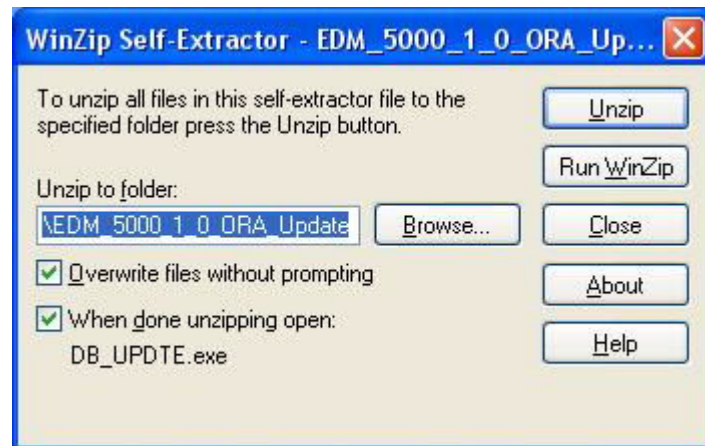 WinZip Self-Extractor - EDM_5000_1_0_ORA_Up...
To unzip all files in this self-extractor file to the
specified folder press the Unzip button.
Unzip to folder:
\EDM_5000_1_0_ORA_Update
Browse...
Overwrite files without prompting
When done unzipping open:
DB_UPDTE.exe
Unzip
Run WinZip
Close
About
Help